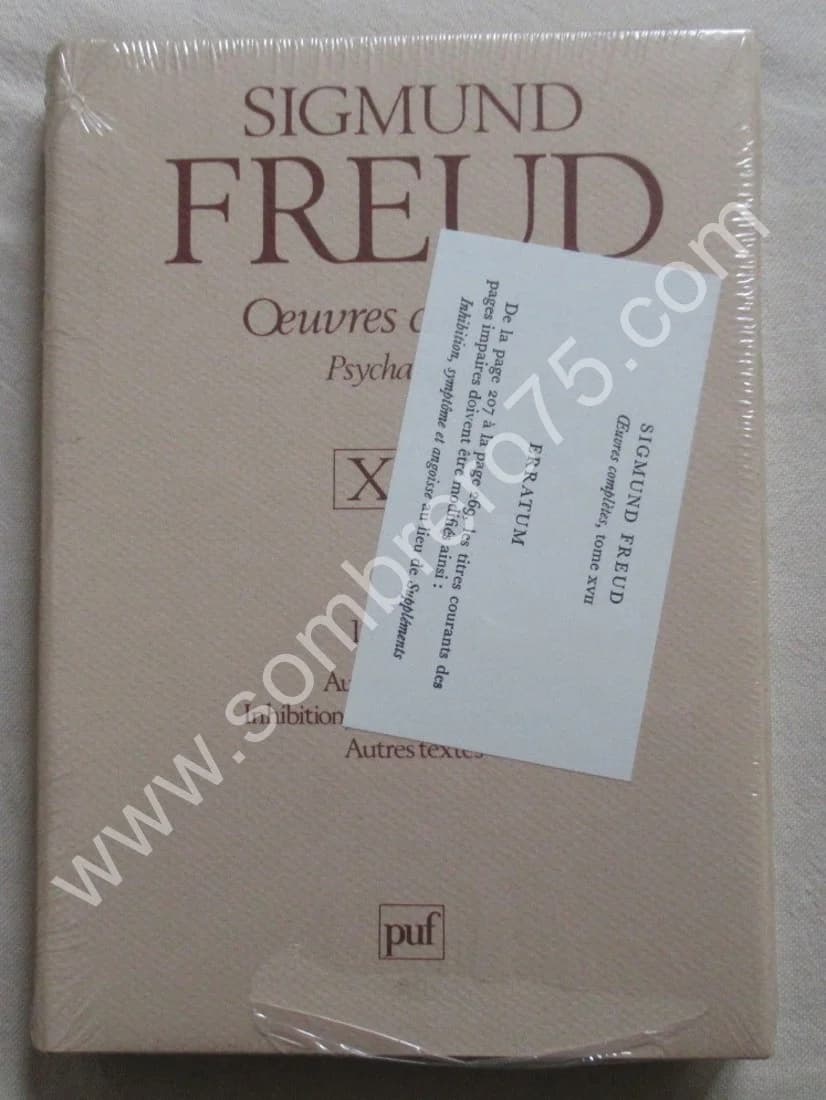 SIGMUND
FREUD
Œuvres c
Psycha
X
1
Au
Inhibition,
Autres textes
puf
SIGMUND FREUD
Œuvres complètes, tome XVII
ERRATUM
De la page 207 à la page 269, les titres courants des
pages impaires doivent être modifiés ainsi :
Inhibition, symptôme et angoisse au lieu de Suppléments
www.sombrero75.com